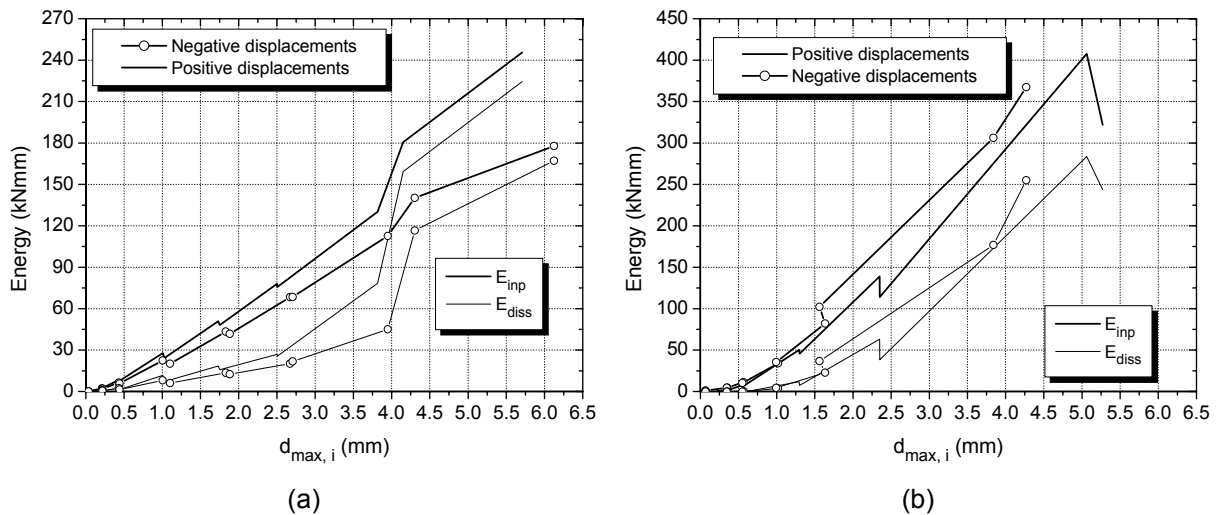 270
240
210
180
150
120
90
60
30
0
Energy (kNmm)
Negative displacements
Positive displacements
E_inp
E_diss
0.0 0.5 1.0 1.5 2.0 2.5 3.0 3.5 4.0 4.5 5.0 5.5 6.0 6.5
d_max, i (mm)
(a)
450
400
350
300
250
200
150
100
50
0
Energy (kNmm)
Positive displacements
Negative displacements
E_inp
E_diss
0.0 0.5 1.0 1.5 2.0 2.5 3.0 3.5 4.0 4.5 5.0 5.5 6.0 6.5
d_max, i (mm)
(b)